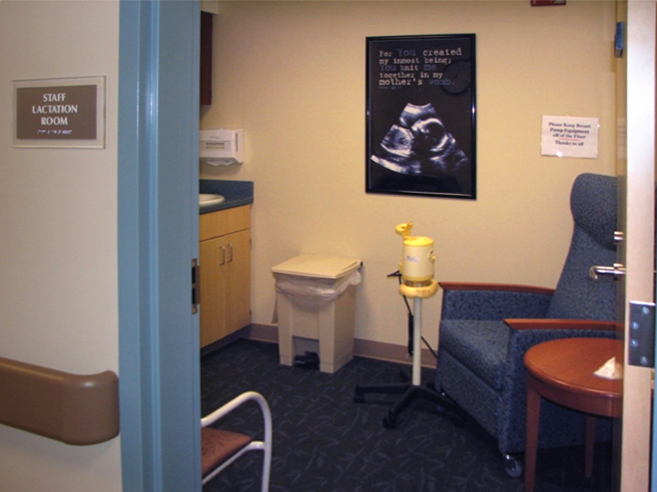 STAFF
LACTATION
ROOM
For You created
my inmost being;
You knit me
together in my
mother's womb.
Please Keep Breast
Pump Equipment
off of the Floor
Thanks to all